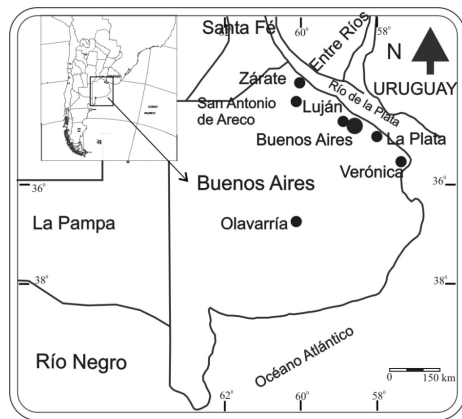 61
60
58
Santa Fé
Entre Ríos
N
Zárate
URUGUAY
San Antonio
de Areco
Luján
Río de la Plata
Buenos Aires
La Plata
Verónica
36°
36°
Buenos Aires
La Pampa
Olavarría
38°
38°
Río Negro
Océano Atlántico
0
150 km
62
60
58